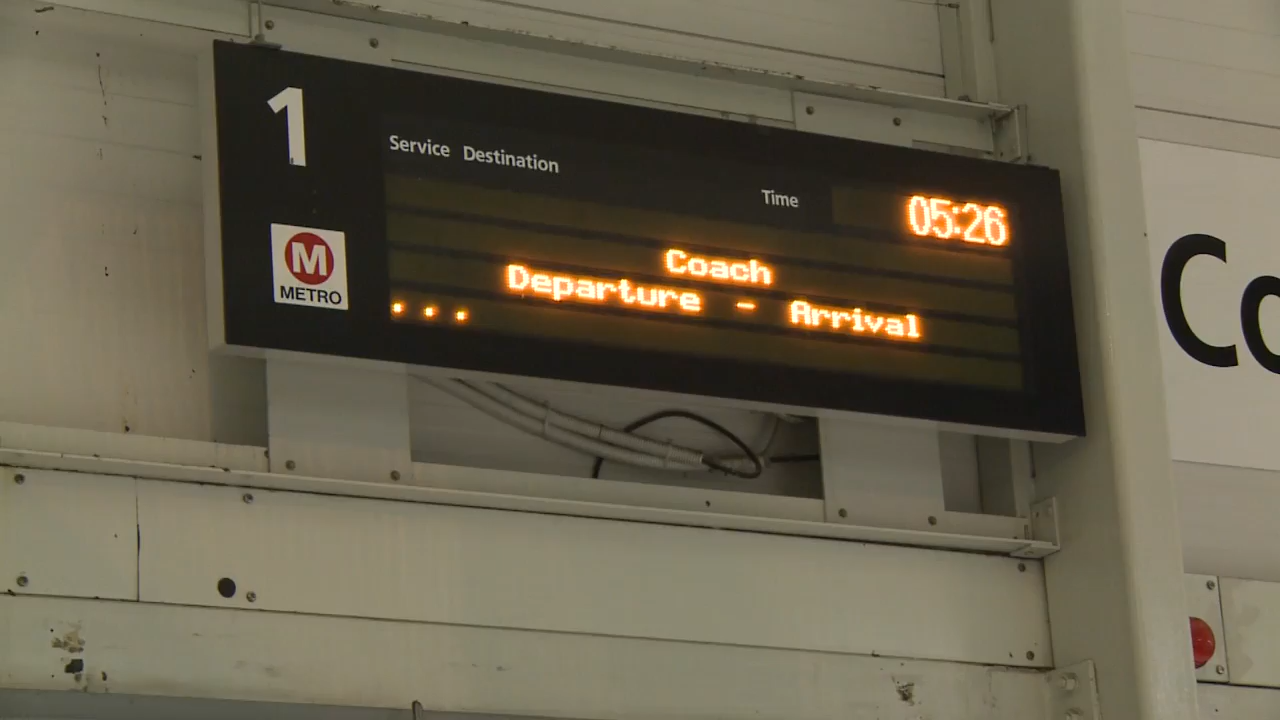 1
Service Destination
Time
05:26
Coach
Departure - Arrival
...
M
METRO
Co